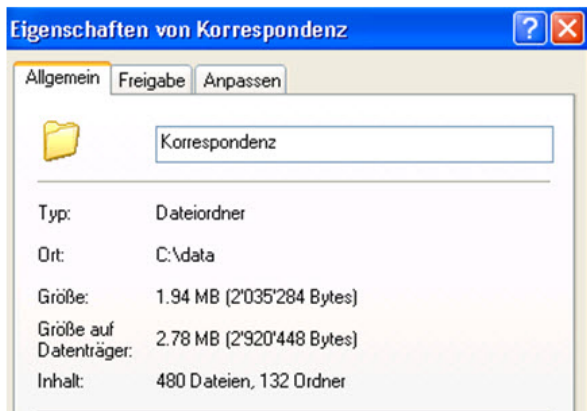 Eigenschaften von Korrespondenz
Allgemein Freigabe Anpassen
Korrespondenz
Typ: Dateiordner
Ort: C:\data
Größe: 1.94 MB (2'035'284 Bytes)
Größe auf
Datenträger: 2.78 MB (2'920'448 Bytes)
Inhalt: 480 Dateien, 132 Ordner